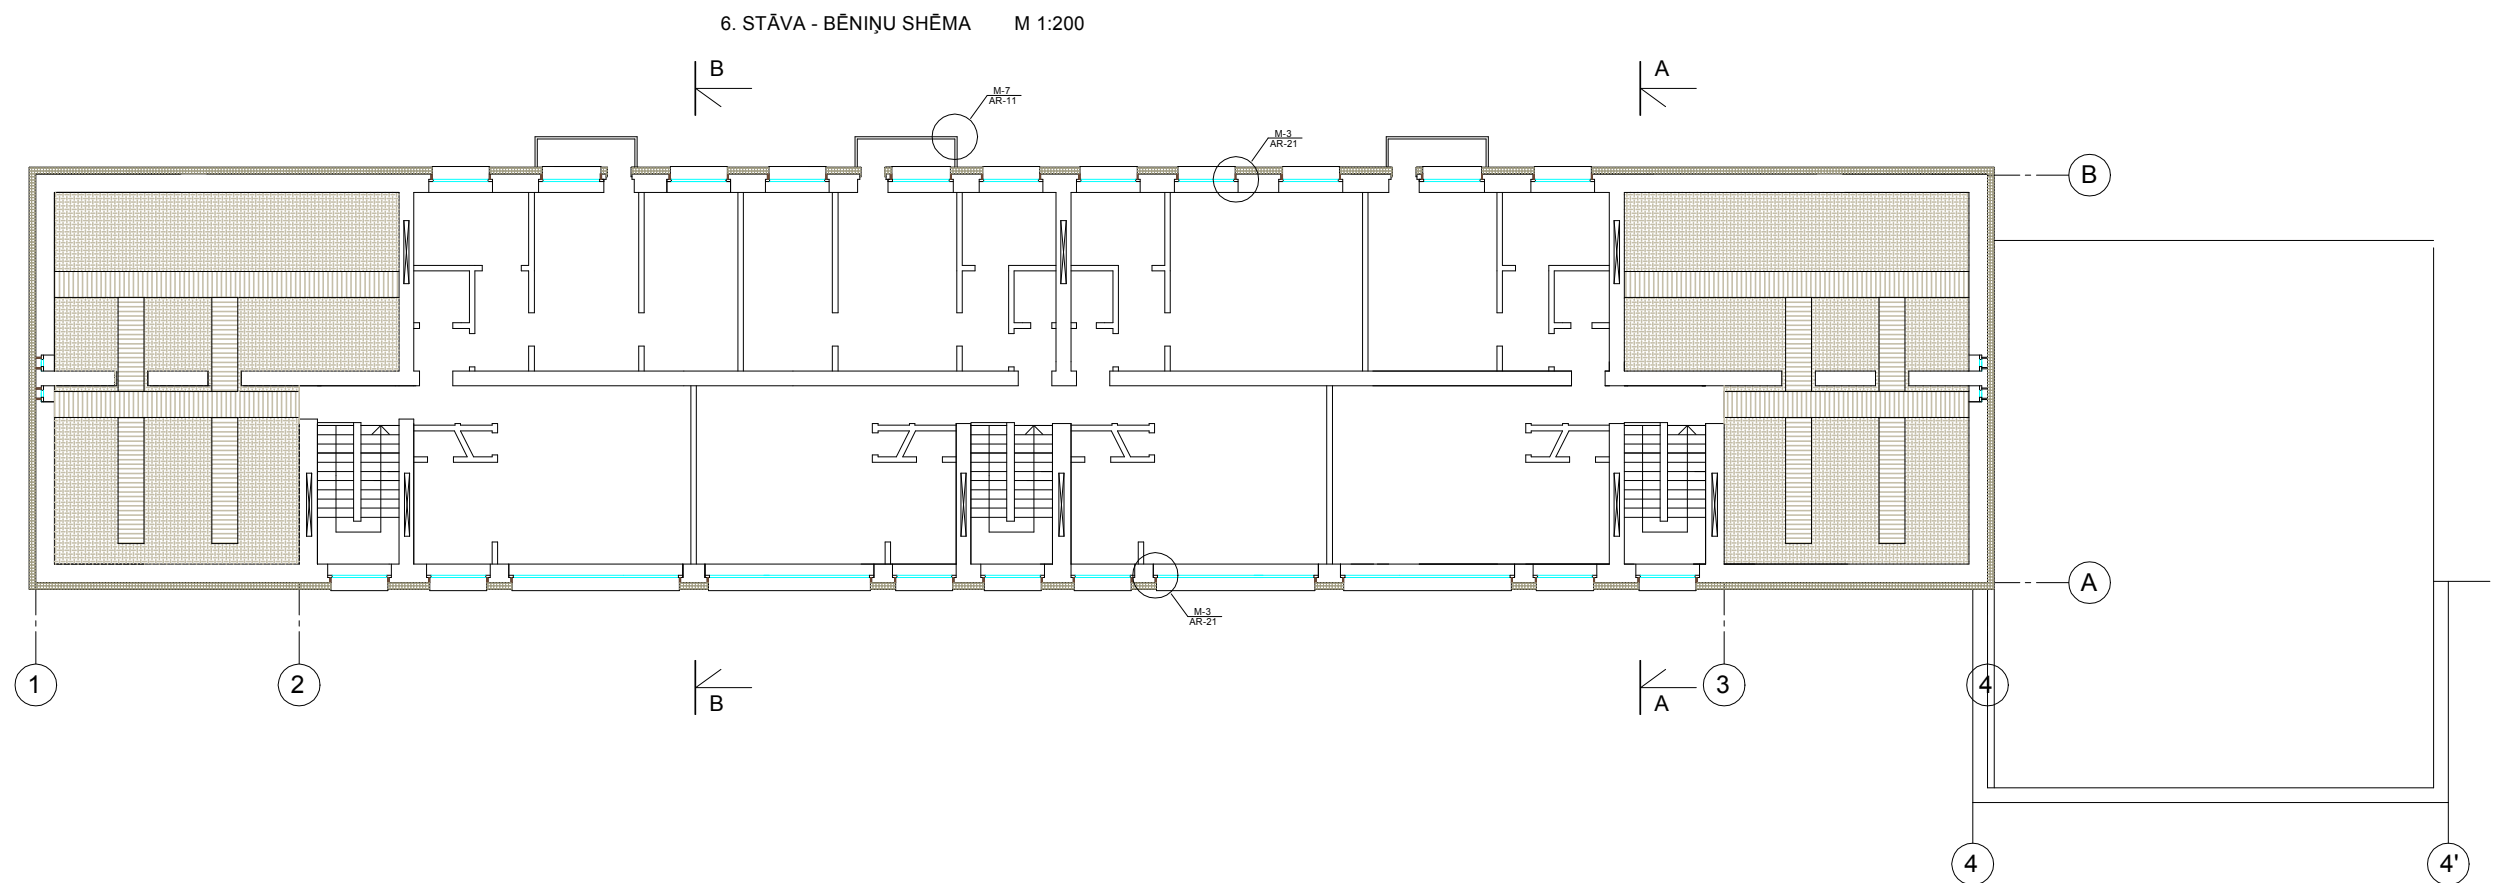 6. STĀVA - BĒNIŅU SHĒMA M 1:200
B
A
M-7
AR-11
M-3
AR-21
B
A
M-3
AR-21
1
2
B
A
3
4
4
4'